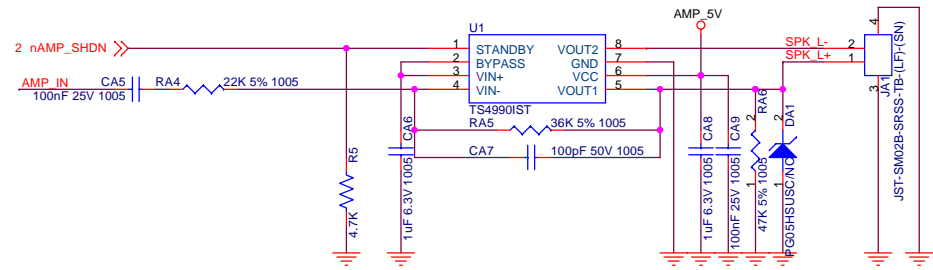 AMP_5V
U1
2 nAMP_SHDN
1 STANDBY VOUT2 8
2 BYPASS GND 7
3 VIN+ VCC 6
4 VIN- VOUT1 5
TS4990IST
SPK_L- 2
SPK_L+ 1
4
3
JA1
JST-SM02B-SRSS-TB-(LF)-(SN)
AMP_IN
CA5
100nF 25V 1005
RA4 22K 5% 1005
RA5 36K 5% 1005
CA7 100pF 50V 1005
R5
4.7K
CA6
1uF 6.3V 1005
CA8
1uF 6.3V 1005
CA9
100nF 25V 1005
RA6
2
1
47K 5% 1005
DA1
2
1
PG05HSUSC/NC